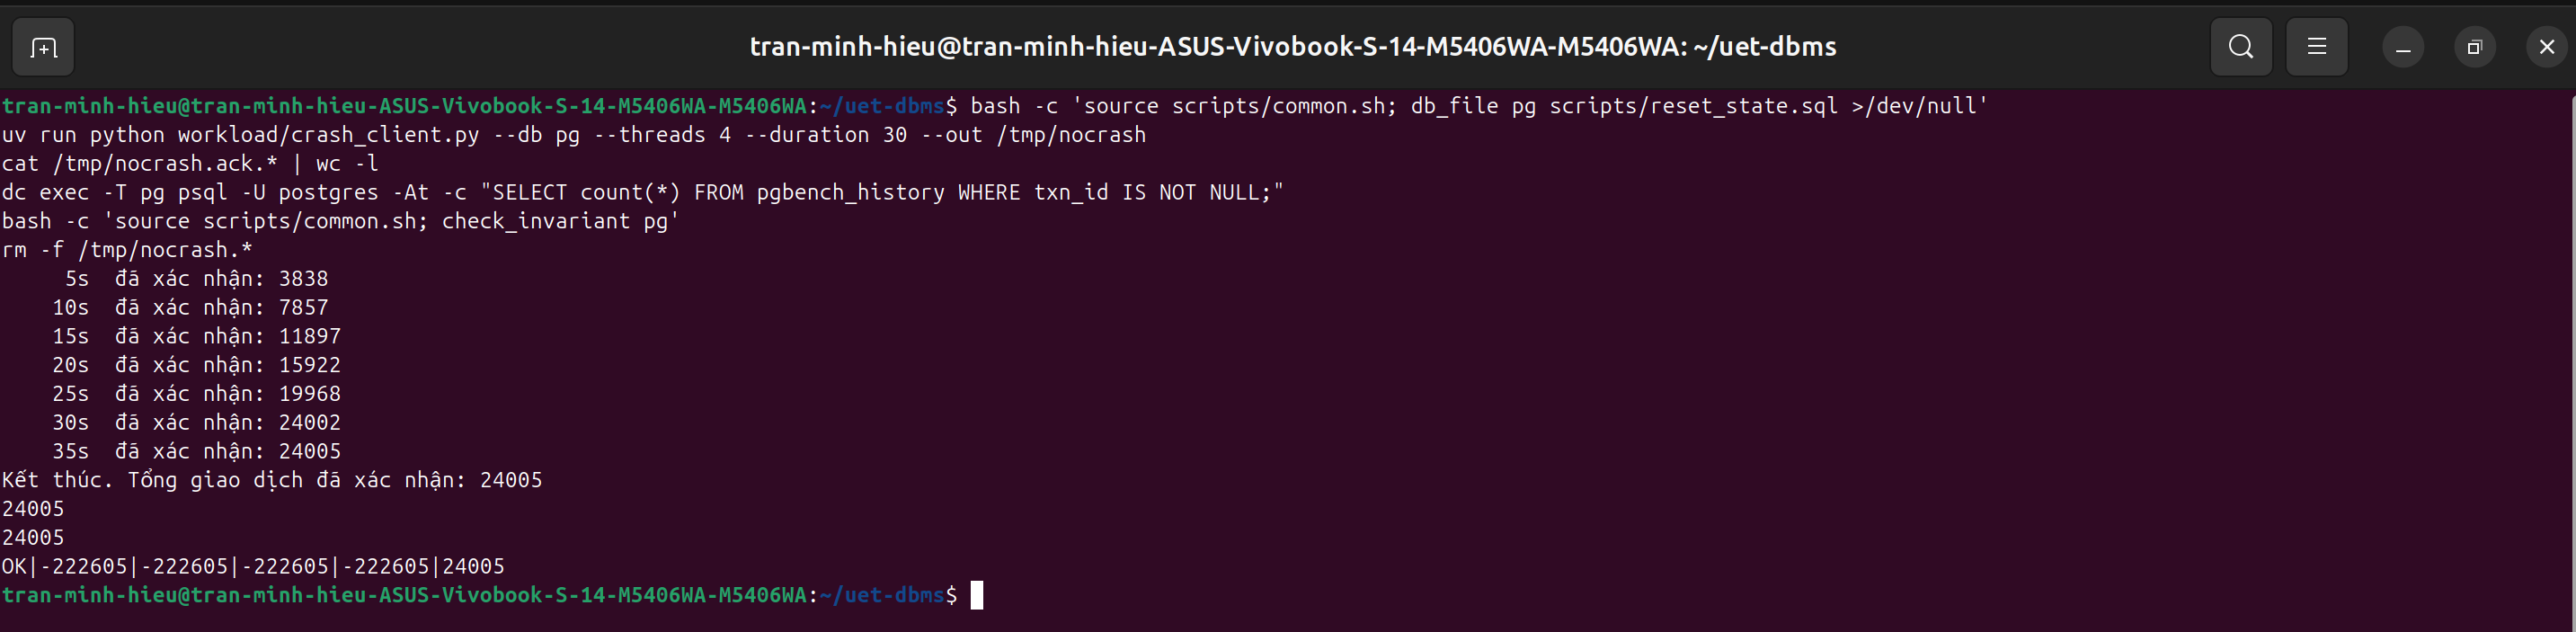 tran-minh-hieu@tran-minh-hieu-ASUS-Vivobook-S-14-M5406WA-M5406WA: ~/uet-dbms
tran-minh-hieu@tran-minh-hieu-ASUS-Vivobook-S-14-M5406WA-M5406WA:~/uet-dbms$ bash -c 'source scripts/common.sh; db_file pg scripts/reset_state.sql >/dev/null'
uv run python workload/crash_client.py --db pg --threads 4 --duration 30 --out /tmp/nocrash
cat /tmp/nocrash.ack.* | wc -l
dc exec -T pg psql -U postgres -At -c "SELECT count(*) FROM pgbench_history WHERE txn_id IS NOT NULL;"
bash -c 'source scripts/common.sh; check_invariant pg'
rm -f /tmp/nocrash.*
     5s  đã xác nhận: 3838
    10s  đã xác nhận: 7857
    15s  đã xác nhận: 11897
    20s  đã xác nhận: 15922
    25s  đã xác nhận: 19968
    30s  đã xác nhận: 24002
    35s  đã xác nhận: 24005
Kết thúc. Tổng giao dịch đã xác nhận: 24005
24005
24005
OK|-222605|-222605|-222605|-222605|24005
tran-minh-hieu@tran-minh-hieu-ASUS-Vivobook-S-14-M5406WA-M5406WA:~/uet-dbms$